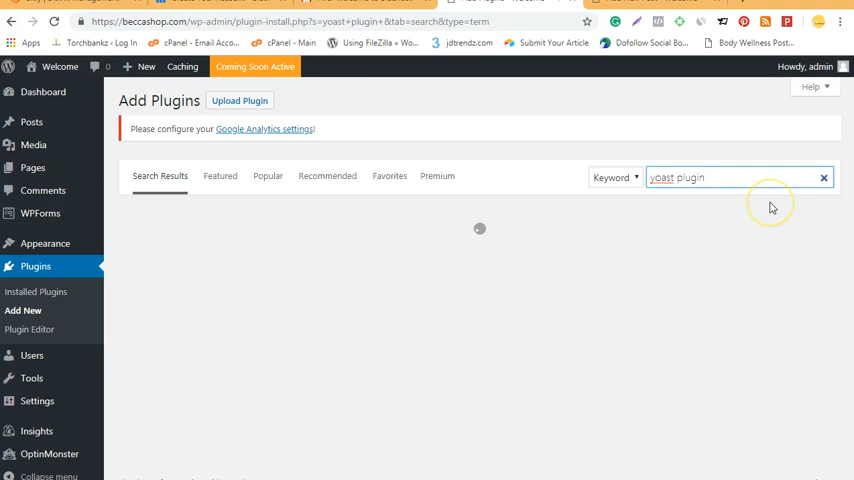 https://beccashop.com/wp-admin/plugin-install.php?s=yoast+plugin+&tab=search&type=term
Apps Torchbankz - Log In cPanel - Email Acco... cPanel - Main Using FileZilla – Wo... jdtrendz.com Submit Your Article Dofollow Social Bo... Body Wellness Post...
Welcome 0 New Caching Coming Soon Active Howdy, admin
Help
Dashboard
Posts
Media
Pages
Comments
WPForms
Appearance
Plugins
Installed Plugins
Add New
Plugin Editor
Users
Tools
Settings
Insights
OptinMonster
Collapse menu
Add Plugins Upload Plugin
Please configure your Google Analytics settings!
Search Results Featured Popular Recommended Favorites Premium Keyword yoast plugin